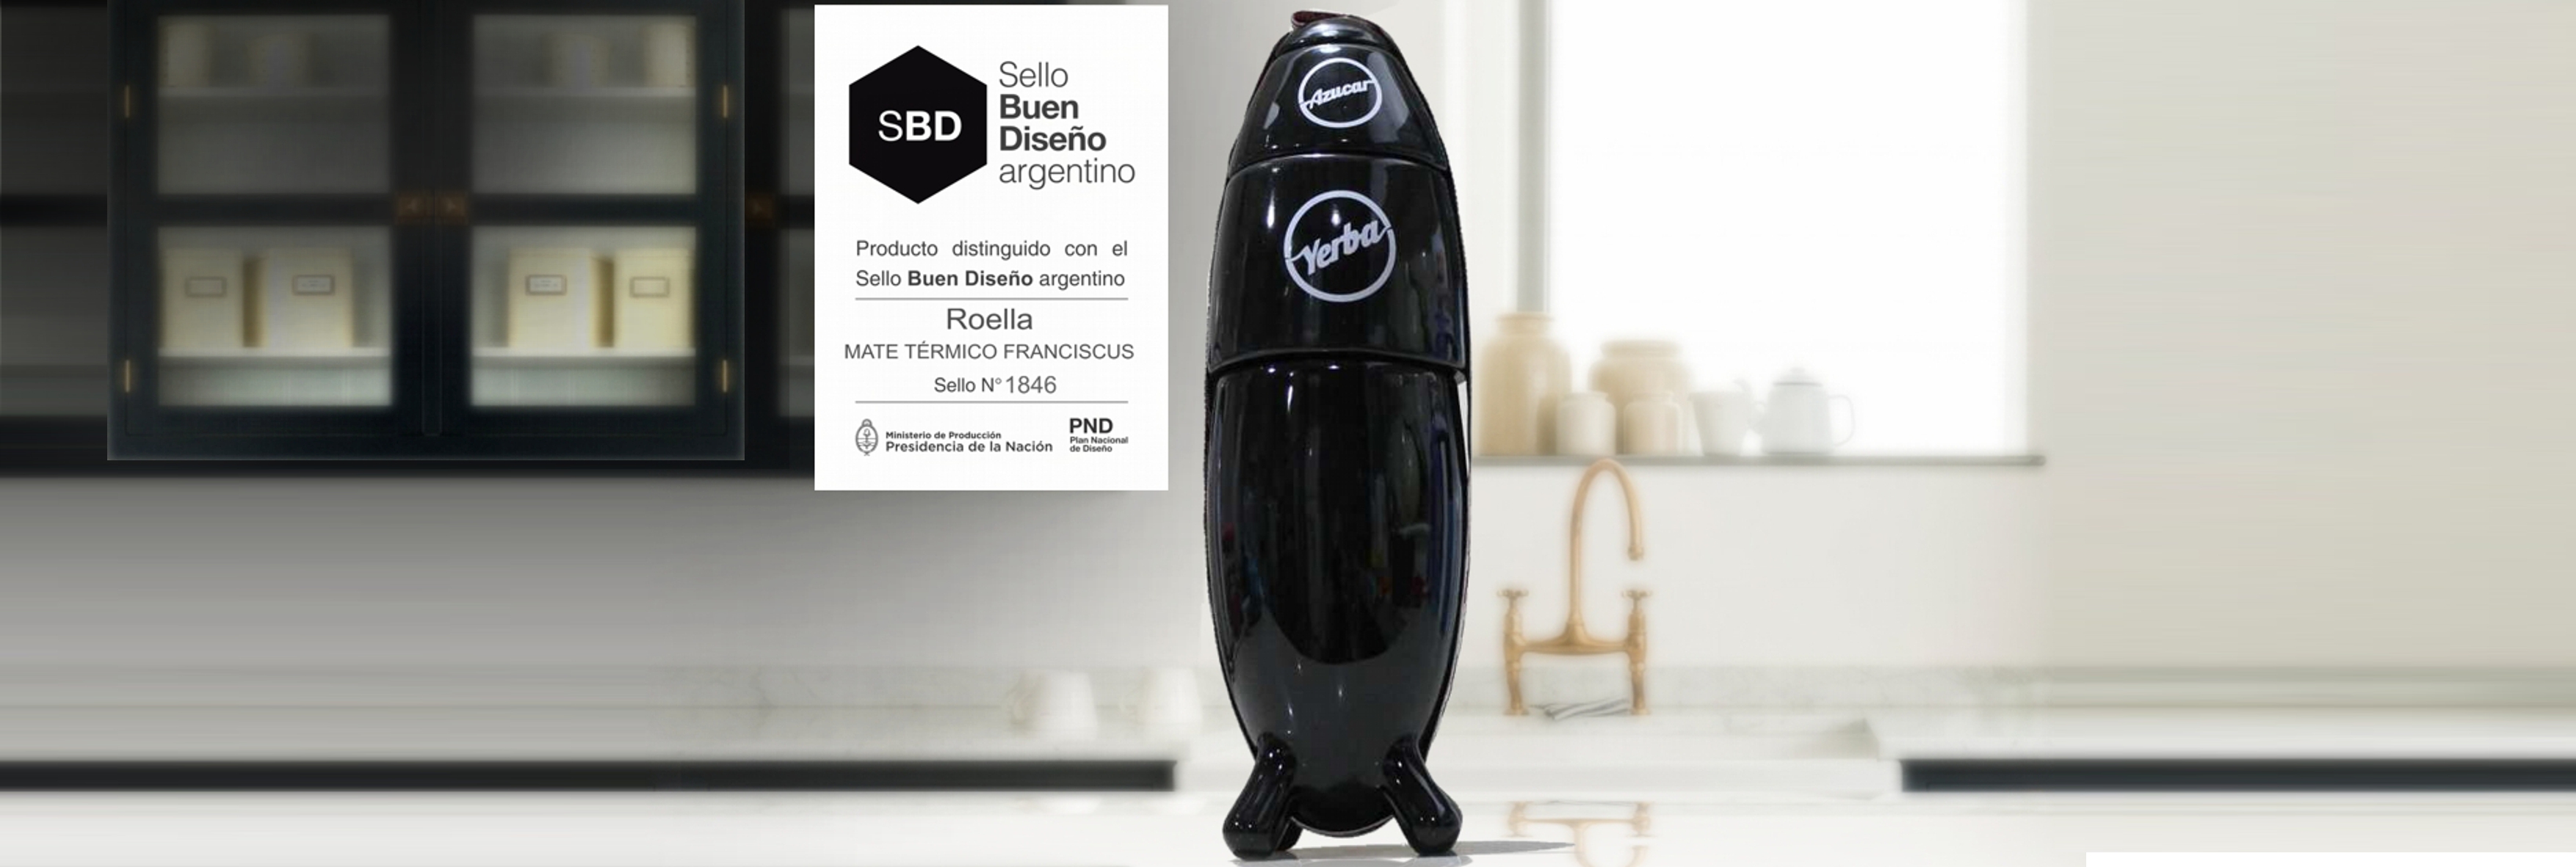 SBD
Sello
Buen
Diseño
argentino
Producto distinguido con el
Sello Buen Diseño argentino
Roella
MATE TÉRMICO FRANCISCUS
Sello N° 1846
Ministerio de Producción
Presidencia de la Nación
PND
Plan Nacional
de Diseño
Azucar
Yerba